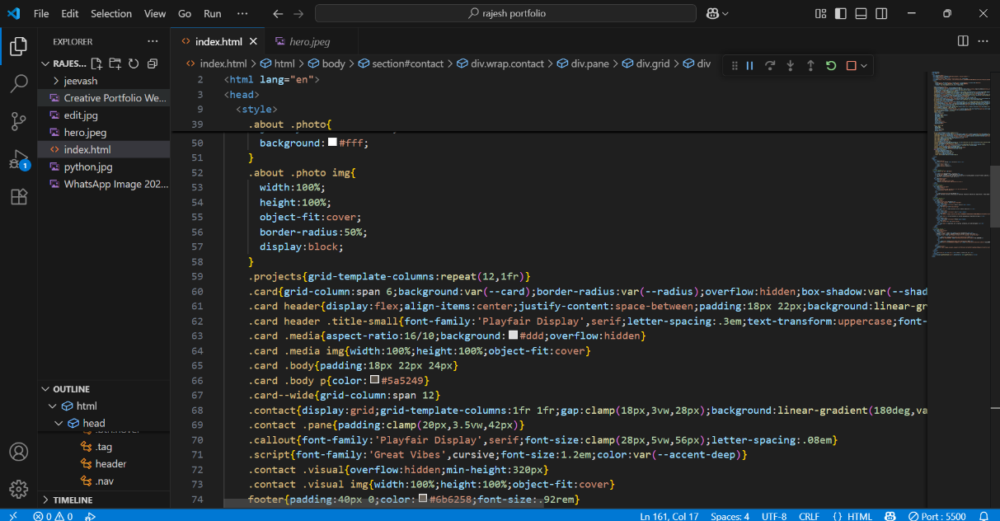 File Edit Selection View Go Run ··· rajesh portfolio
EXPLORER ···
RAJES...
jeevash
Creative Portfolio We...
edit.jpg
hero.jpeg
index.html
python.jpg
WhatsApp Image 202...
OUTLINE
html
head
.tag
header
.nav
TIMELINE
1
index.html hero.jpeg
index.html > html > body > section#contact > div.wrap.contact > div.pane > div.grid > div
2 <html lang="en">
3 <head>
9 <style>
39 .about .photo{
50 background:#fff;
51 }
52 .about .photo img{
53 width:100%;
54 height:100%;
55 object-fit:cover;
56 border-radius:50%;
57 display:block;
58 }
59 .projects{grid-template-columns:repeat(12,1fr)}
60 .card{grid-column:span 6;background:var(--card);border-radius:var(--radius);overflow:hidden;box-shadow:var(--shad
61 .card header{display:flex;align-items:center;justify-content:space-between;padding:18px 22px;background:linear-gr
62 .card header .title-small{font-family:'Playfair Display',serif;letter-spacing:.3em;text-transform:uppercase;font-
63 .card .media{aspect-ratio:16/10;background:#ddd;overflow:hidden}
64 .card .media img{width:100%;height:100%;object-fit:cover}
65 .card .body{padding:18px 22px 24px}
66 .card .body p{color:#5a5249}
67 .card--wide{grid-column:span 12}
68 .contact{display:grid;grid-template-columns:1fr 1fr;gap:clamp(18px,3vw,28px);background:linear-gradient(180deg,va
69 .contact .pane{padding:clamp(20px,3.5vw,42px)}
70 .callout{font-family:'Playfair Display',serif;font-size:clamp(28px,5vw,56px);letter-spacing:.08em}
71 .script{font-family:'Great Vibes',cursive;font-size:1.2em;color:var(--accent-deep)}
72 .contact .visual{overflow:hidden;min-height:320px}
73 .contact .visual img{width:100%;height:100%;object-fit:cover}
74 footer{padding:40px 0;color:#6b6258;font-size:.92rem}
0 0 Ln 161, Col 17 Spaces: 4 UTF-8 CRLF {} HTML Port : 5500